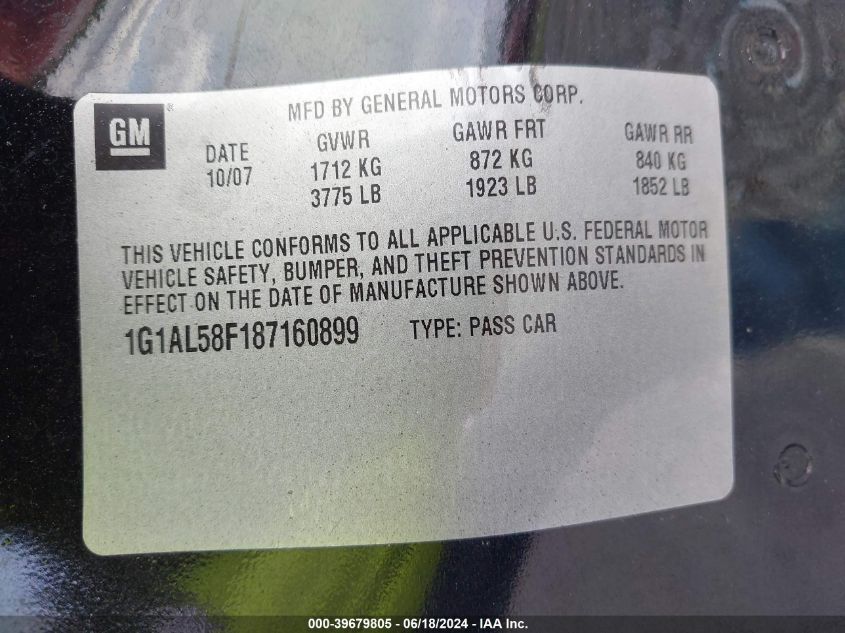 GM ®
MFD BY GENERAL MOTORS CORP.
DATE GVWR GAWR FRT GAWR RR
10/07 1712 KG 872 KG 840 KG
3775 LB 1923 LB 1852 LB
THIS VEHICLE CONFORMS TO ALL APPLICABLE U.S. FEDERAL MOTOR
VEHICLE SAFETY, BUMPER, AND THEFT PREVENTION STANDARDS IN
EFFECT ON THE DATE OF MANUFACTURE SHOWN ABOVE.
1G1AL58F187160899 TYPE: PASS CAR
000-39679805 - 06/18/2024 - IAA Inc.